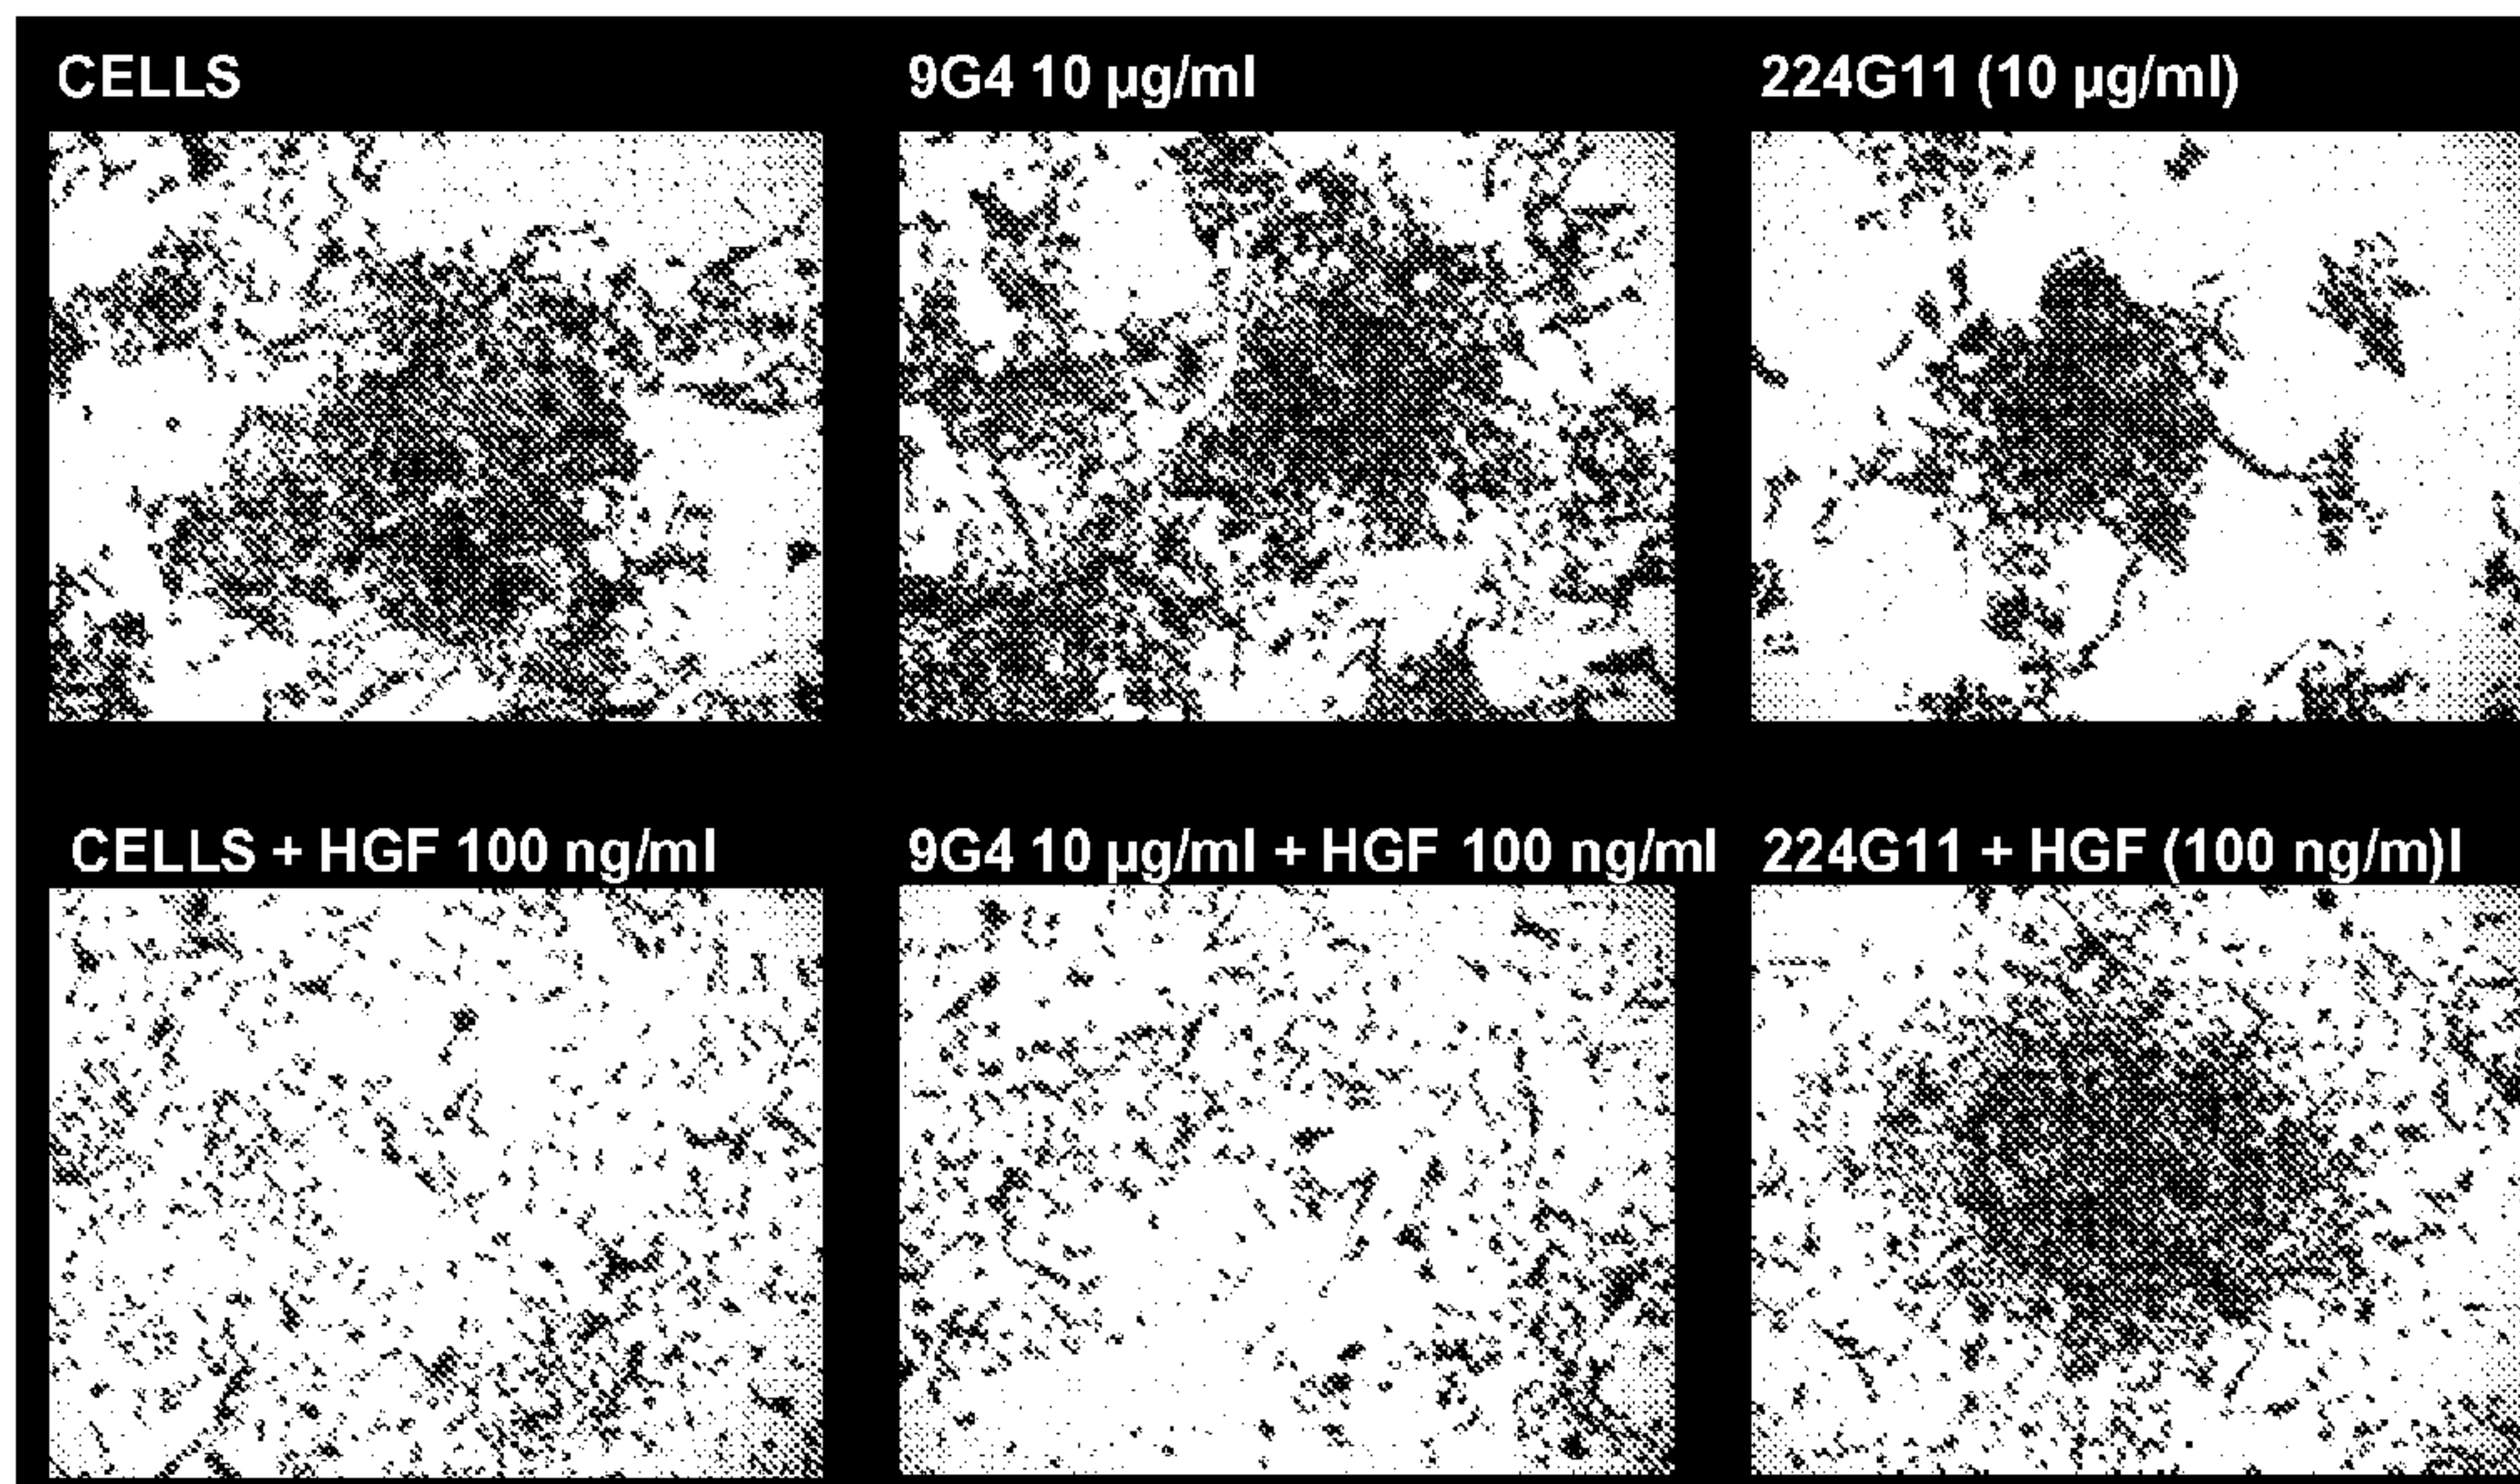 CELLS
9G4 10 µg/ml
224G11 (10 µg/ml)
CELLS + HGF 100 ng/ml
9G4 10 µg/ml + HGF 100 ng/ml
224G11 + HGF (100 ng/m)l